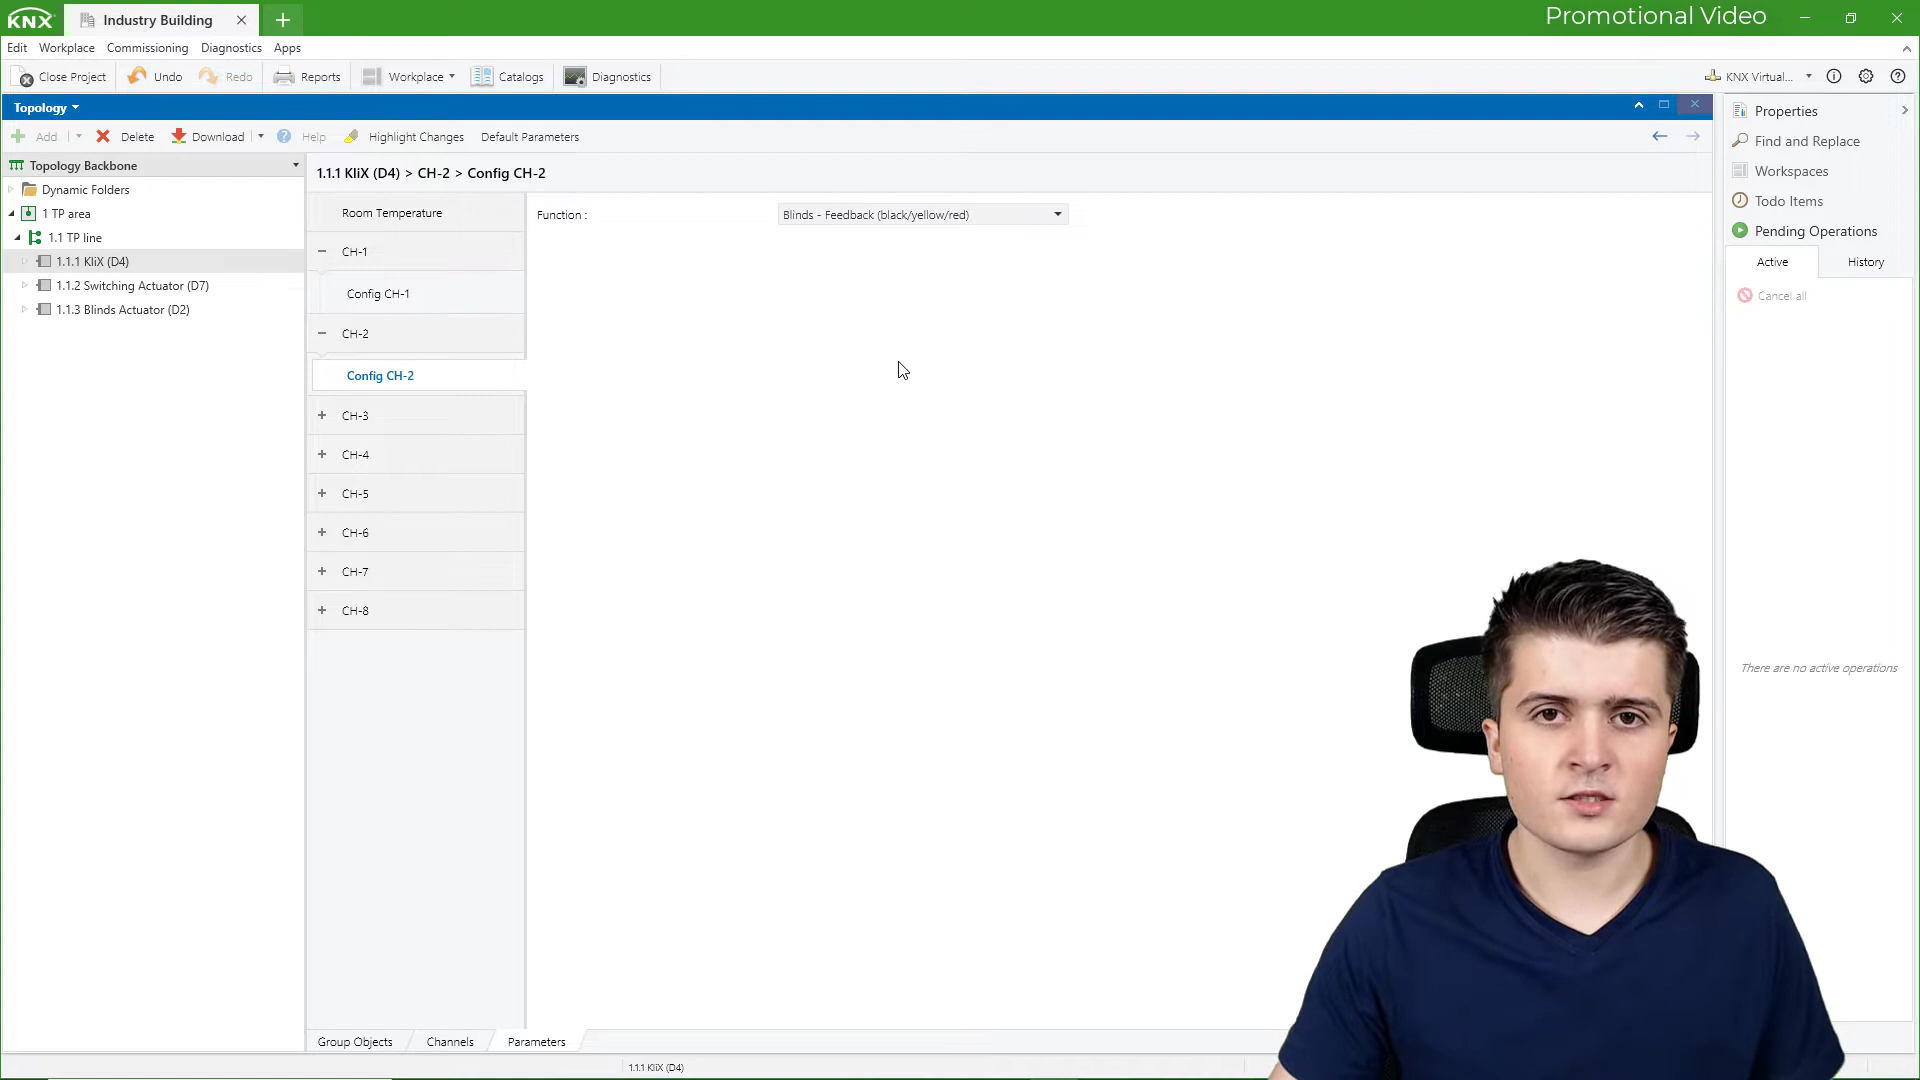 KNX
Industry Building
Promotional Video
Edit Workplace Commissioning Diagnostics Apps
Close Project Undo Redo Reports Workplace Catalogs Diagnostics KNX Virtual...
Topology
Add Delete Download Help Highlight Changes Default Parameters
Topology Backbone
Dynamic Folders
1 TP area
1.1 TP line
1.1.1 KliX (D4)
1.1.2 Switching Actuator (D7)
1.1.3 Blinds Actuator (D2)
1.1.1 KliX (D4) > CH-2 > Config CH-2
Room Temperature
CH-1
Config CH-1
CH-2
Config CH-2
CH-3
CH-4
CH-5
CH-6
CH-7
CH-8
Function :
Blinds - Feedback (black/yellow/red)
Group Objects Channels Parameters
1.1.1 KliX (D4)
Properties
Find and Replace
Workspaces
Todo Items
Pending Operations
Active History
Cancel all
There are no active operations